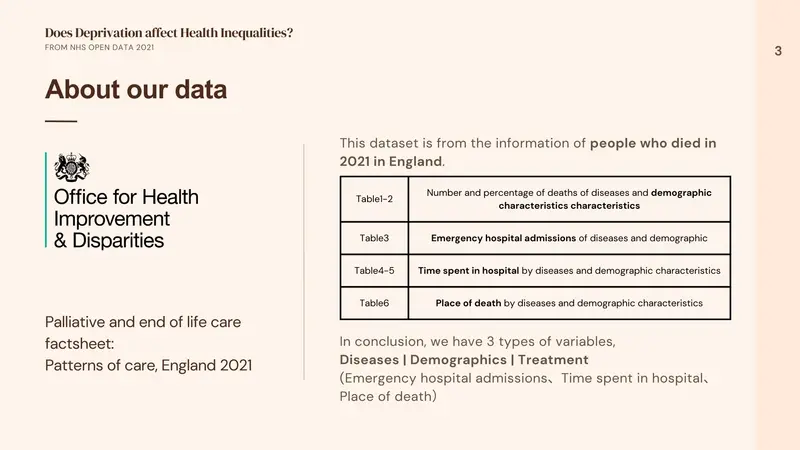 Does Deprivation affect Health Inequalities?
FROM NHS OPEN DATA 2021
3
About our data
Office for Health
Improvement
& Disparities
Palliative and end of life care
factsheet:
Patterns of care, England 2021
This dataset is from the information of people who died in
2021 in England.
Table1-2
Number and percentage of deaths of diseases and demographic
characteristics characteristics
Table3
Emergency hospital admissions of diseases and demographic
Table4-5
Time spent in hospital by diseases and demographic characteristics
Table6
Place of death by diseases and demographic characteristics
In conclusion, we have 3 types of variables,
Diseases | Demographics | Treatment
(Emergency hospital admissions、Time spent in hospital、
Place of death)